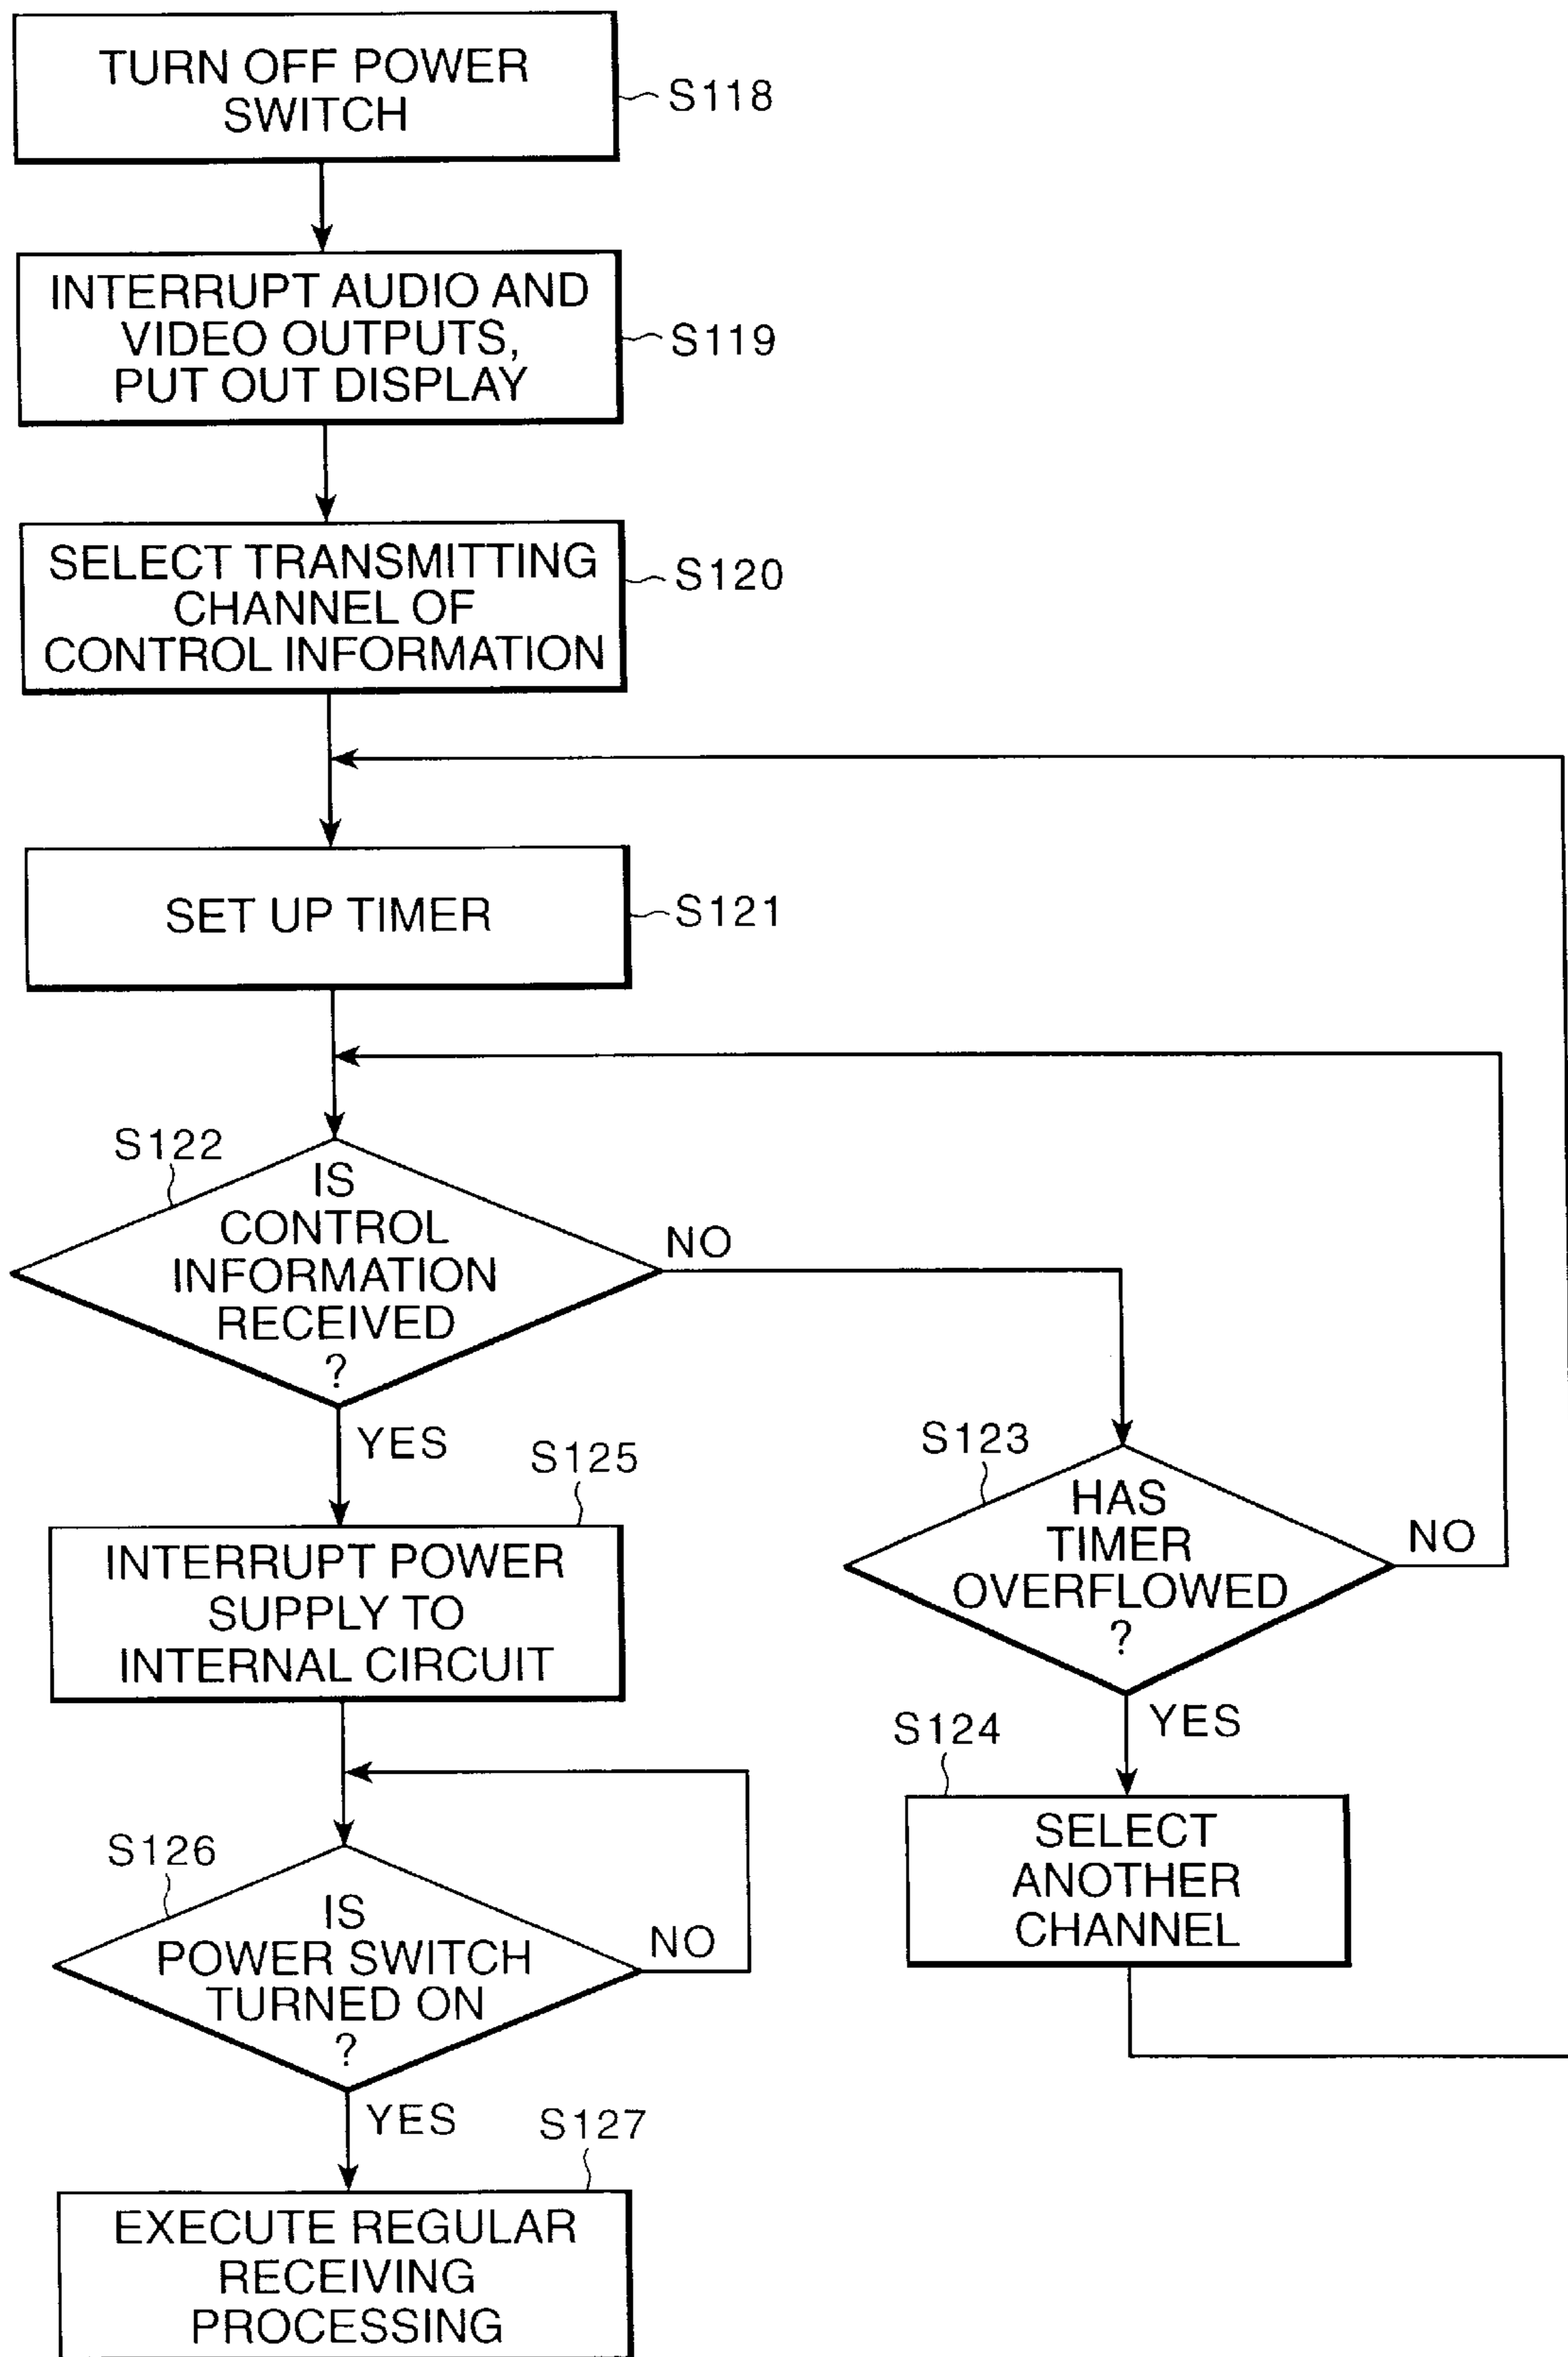 TURN OFF POWER
SWITCH
S118
INTERRUPT AUDIO AND
VIDEO OUTPUTS,
PUT OUT DISPLAY
S119
SELECT TRANSMITTING
CHANNEL OF
CONTROL INFORMATION
S120
SET UP TIMER
S121
S122
IS
CONTROL
INFORMATION
RECEIVED
?
NO
YES
S123
HAS
TIMER
OVERFLOWED
?
NO
YES
S124
SELECT
ANOTHER
CHANNEL
S125
INTERRUPT POWER
SUPPLY TO
INTERNAL CIRCUIT
S126
IS
POWER SWITCH
TURNED ON
?
NO
YES
S127
EXECUTE REGULAR
RECEIVING
PROCESSING